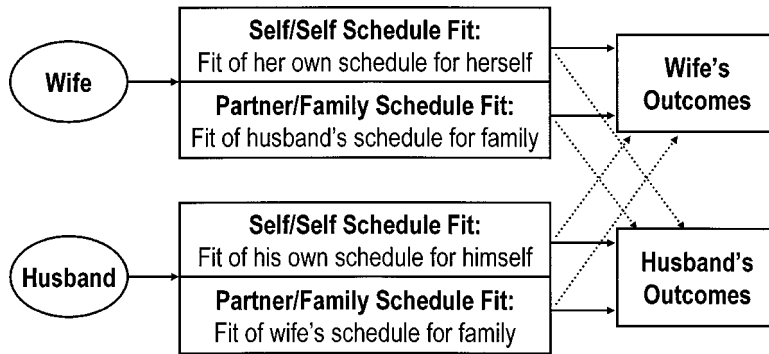 Wife
Self/Self Schedule Fit:
Fit of her own schedule for herself
Partner/Family Schedule Fit:
Fit of husband's schedule for family
Wife's
Outcomes
Husband
Self/Self Schedule Fit:
Fit of his own schedule for himself
Partner/Family Schedule Fit:
Fit of wife's schedule for family
Husband's
Outcomes